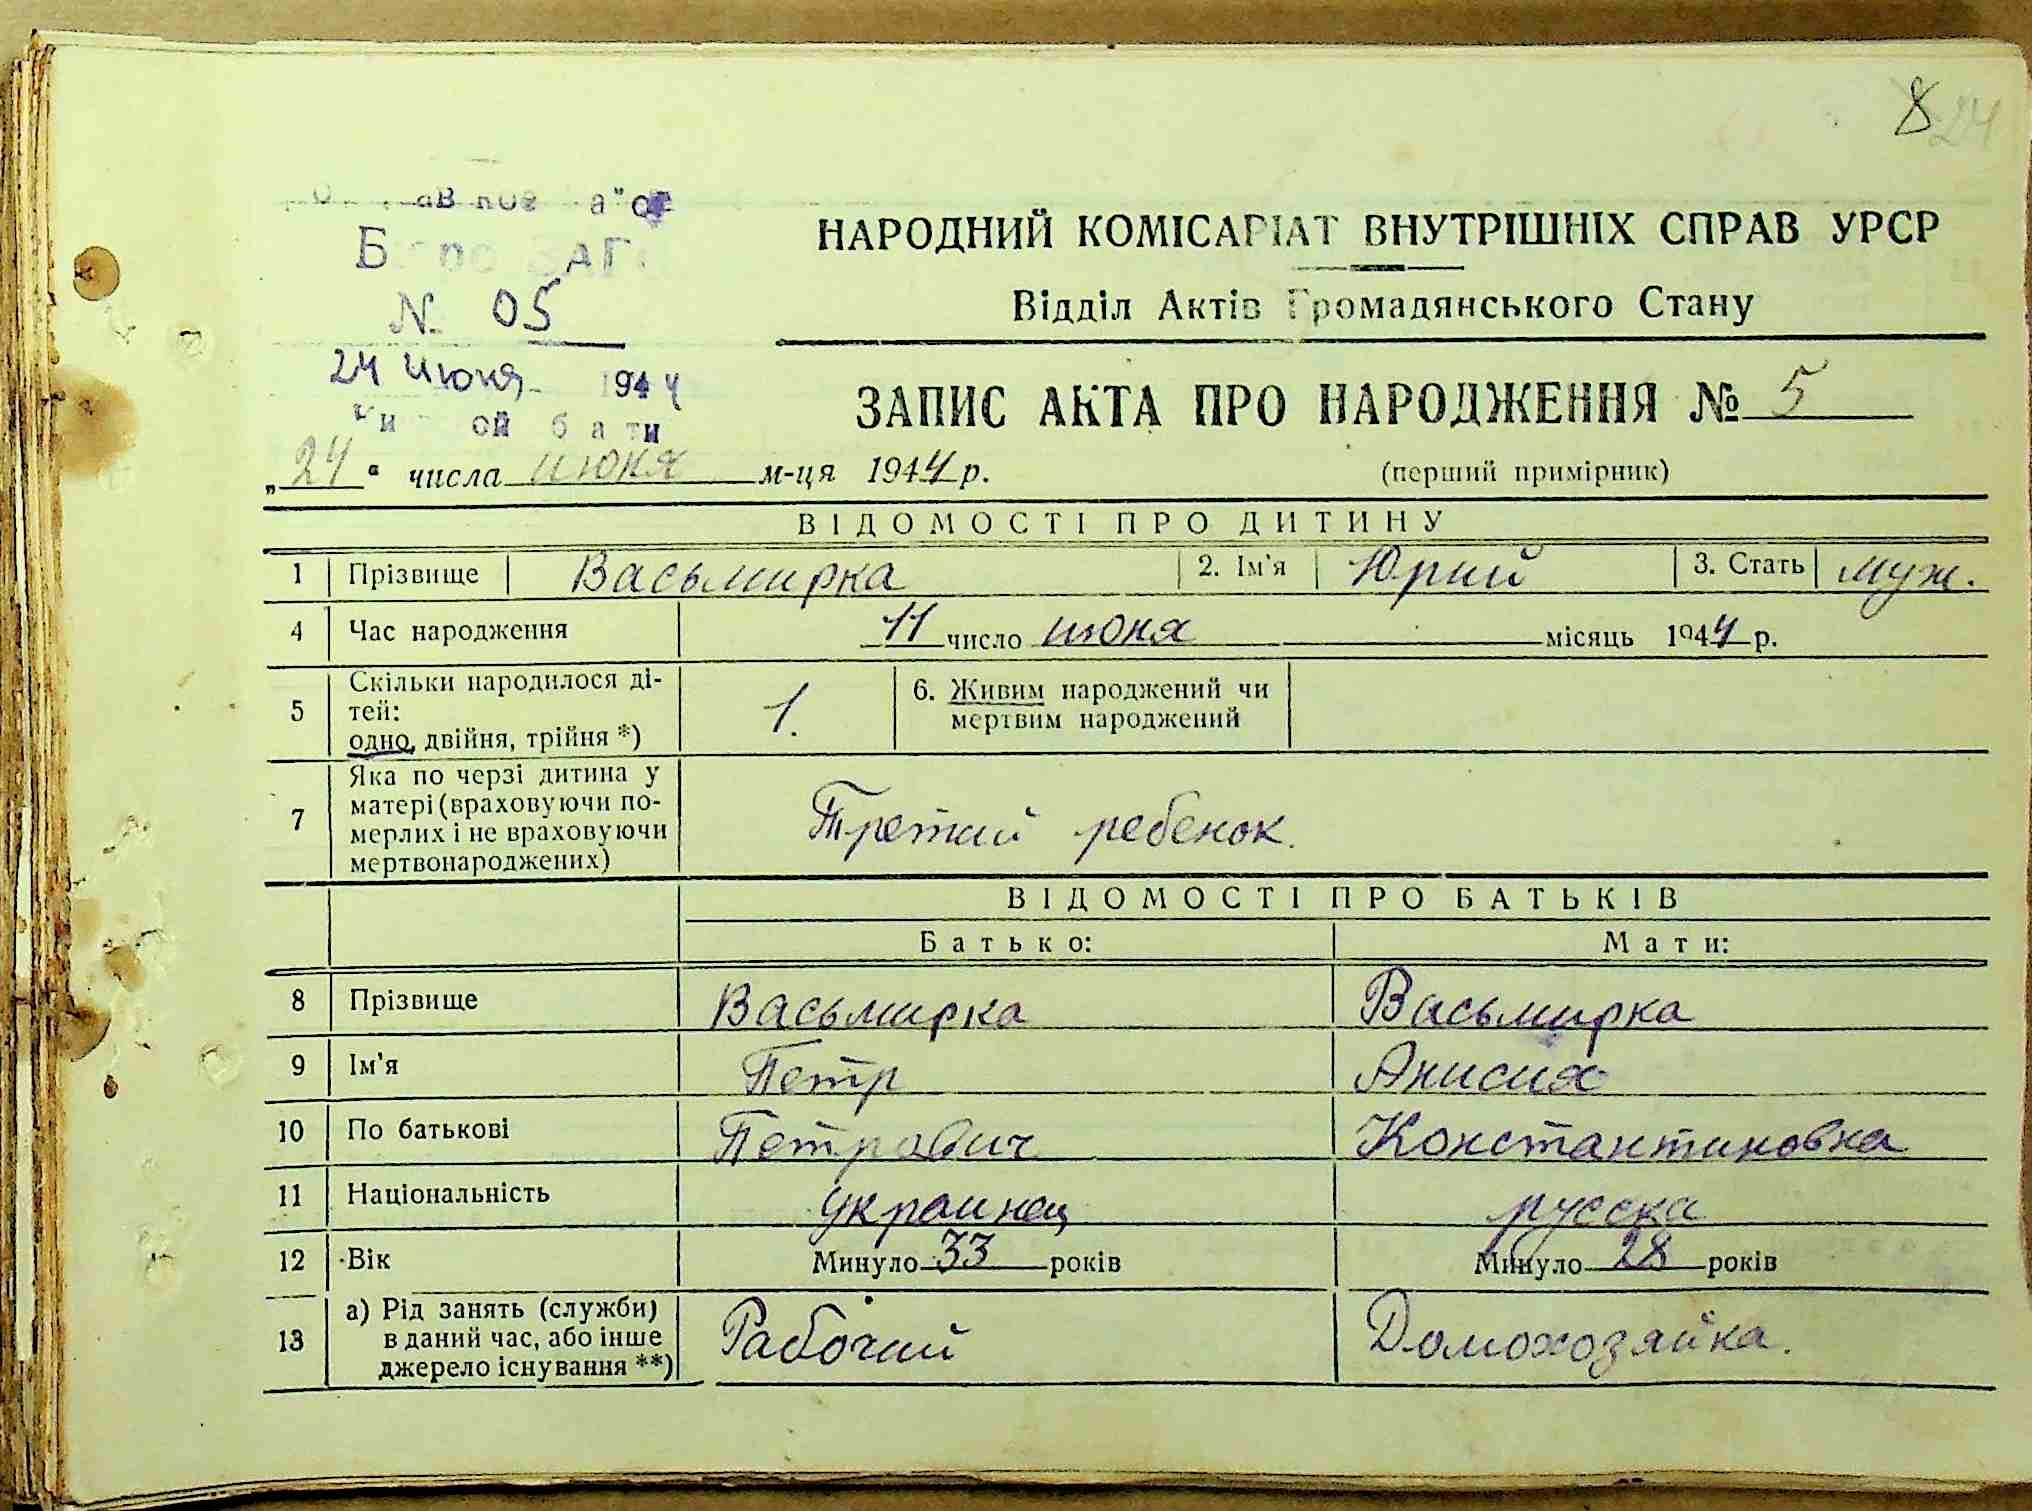 8 24
НАРОДНИЙ КОМІСАРІАТ ВНУТРІШНІХ СПРАВ УРСР
Відділ Актів Громадянського Стану
№ 05
24 июня 1944
ЗАПИС АКТА ПРО НАРОДЖЕННЯ № 5
„24“ числа июня м-ця 1944 р.
(перший примірник)
ВІДОМОСТІ ПРО ДИТИНУ
1 Прізвище Васьмирка 2. Ім'я Юрий 3. Стать муж.
4 Час народження 11 число июня місяць 1944 р.
5 Скільки народилося ді-
тей:
одно, двійня, трійня *)
1.
6. Живим народжений чи
мертвим народжений
7 Яка по черзі дитина у
матері (враховуючи по-
мерлих і не враховуючи
мертвонароджених)
Третий ребенок.
ВІДОМОСТІ ПРО БАТЬКІВ
Батько: Мати:
8 Прізвище Васьмирка Васьмирка
9 Ім'я Петр Анисия
10 По батькові Петрович Константиновна
11 Національність украинец русска
12 Вік Минуло 33 років Минуло 28 років
13 а) Рід занять (служби)
в даний час, або інше
джерело існування **)
Рабочий Домохозяйка.